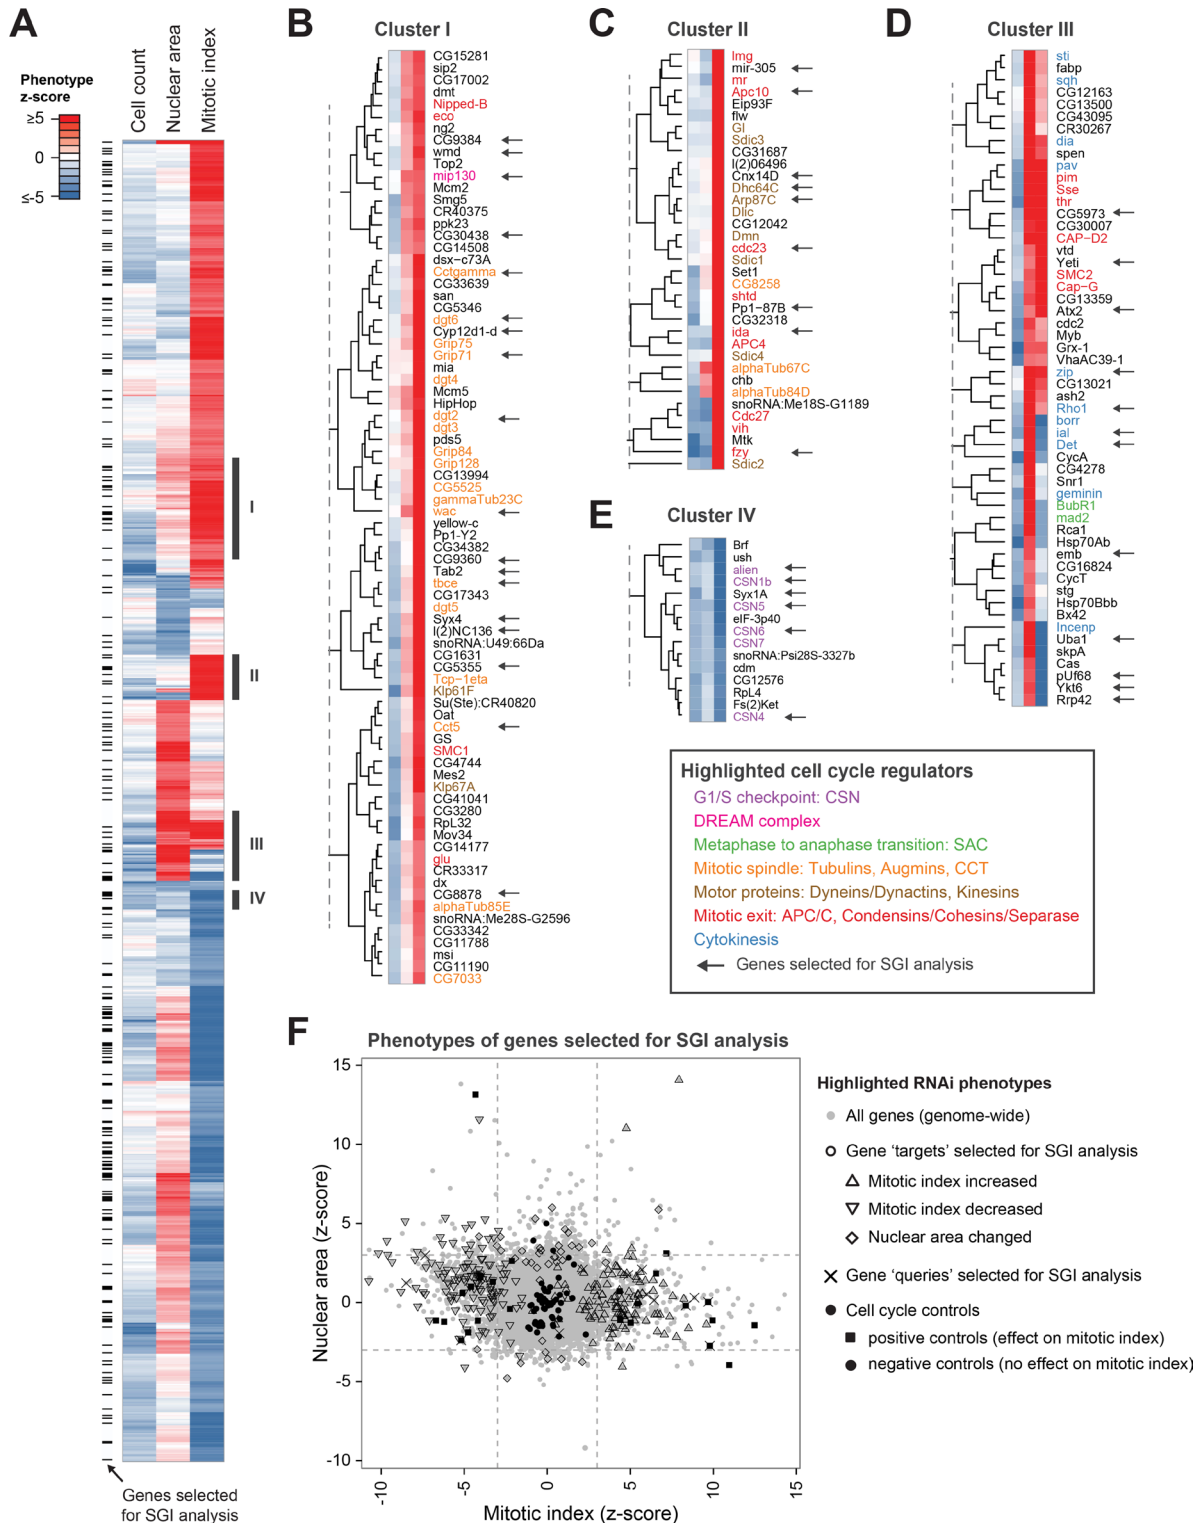 A
Phenotype
z-score
≥5
0
≤-5
Cell count
Nuclear area
Mitotic index
I
II
III
IV
Genes selected
for SGI analysis
B
Cluster I
CG15281
sip2
CG17002
dmt
Nipped-B
eco
ng2
CG9384
wmd
Top2
mip130
Mcm2
Smg5
CR40375
ppk23
CG30438
CG14508
dsx-c73A
Cctgamma
CG33639
san
CG5346
dgt6
Cyp12d1-d
Grip75
Grip71
mia
dgt4
Mcm5
HipHop
dgt2
dgt3
pds5
Grip84
Grip128
CG13994
CG5525
gammaTub23C
wac
yellow-c
Pp1-Y2
CG34382
CG9360
Tab2
tbce
CG17343
dgt5
Syx4
l(2)NC136
snoRNA:U49:66Da
CG1631
CG5355
Tcp-1eta
Klp61F
Su(Ste):CR40820
Oat
Cct5
GS
SMC1
CG4744
Mes2
Klp67A
CG41041
CG3280
RpL32
Mov34
CG14177
glu
CR33317
dx
CG8878
alphaTub85E
snoRNA:Me28S-G2596
CG33342
CG11788
msi
CG11190
CG7033
C
Cluster II
lmg
mir-305
mr
Apc10
Eip93F
flw
Gl
Sdic3
CG31687
l(2)06496
Cnx14D
Dhc64C
Arp87C
Dlic
CG12042
Dmn
cdc23
Sdic1
Set1
CG8258
shtd
Pp1-87B
CG32318
ida
APC4
Sdic4
alphaTub67C
chb
alphaTub84D
snoRNA:Me18S-G1189
Cdc27
vih
Mtk
fzy
Sdic2
D
Cluster III
sti
fabp
sqh
CG12163
CG13500
CG43095
CR30267
dia
spen
pav
pim
Sse
thr
CG5973
CG30007
CAP-D2
vtd
Yeti
SMC2
Cap-G
CG13359
Atx2
cdc2
Myb
Grx-1
VhaAC39-1
zip
CG13021
ash2
Rho1
borr
ial
Det
CycA
CG4278
Snr1
geminin
BubR1
mad2
Rca1
Hsp70Ab
emb
CG16824
CycT
stg
Hsp70Bbb
Bx42
Incenp
Uba1
skpA
Cas
pUf68
Ykt6
Rrp42
E
Cluster IV
Brf
ush
alien
CSN1b
Syx1A
CSN5
eIF-3p40
CSN6
CSN7
snoRNA:Psi28S-3327b
cdm
CG12576
RpL4
Fs(2)Ket
CSN4
Highlighted cell cycle regulators
G1/S checkpoint: CSN
DREAM complex
Metaphase to anaphase transition: SAC
Mitotic spindle: Tubulins, Augmins, CCT
Motor proteins: Dyneins/Dynactins, Kinesins
Mitotic exit: APC/C, Condensins/Cohesins/Separase
Cytokinesis
Genes selected for SGI analysis
F
Phenotypes of genes selected for SGI analysis
Nuclear area (z-score)
15
10
5
0
-5
-10
-10
-5
0
5
10
15
Mitotic index (z-score)
Highlighted RNAi phenotypes
All genes (genome-wide)
Gene ‘targets’ selected for SGI analysis
Mitotic index increased
Mitotic index decreased
Nuclear area changed
Gene ‘queries’ selected for SGI analysis
Cell cycle controls
positive controls (effect on mitotic index)
negative controls (no effect on mitotic index)